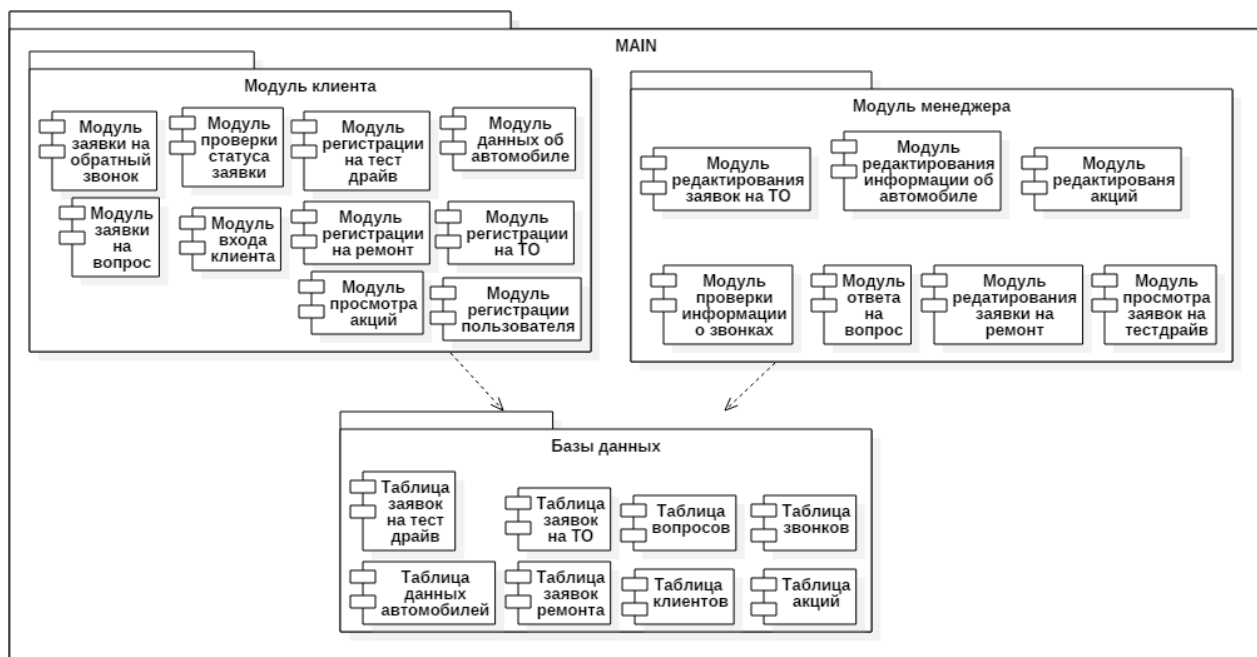 MAIN
Модуль клиента
Модуль
заявки на
обратный
звонок
Модуль
проверки
статуса
заявки
Модуль
регистрации
на тест
драйв
Модуль
данных об
автомобиле
Модуль
заявки
на
вопрос
Модуль
входа
клиента
Модуль
регистрации
на ремонт
Модуль
регистрации
на ТО
Модуль
просмотра
акций
Модуль
регистрации
пользователя
Модуль менеджера
Модуль
редактирования
заявок на ТО
Модуль
редактирования
информации об
автомобиле
Модуль
редактированя
акций
Модуль
проверки
информации
о звонках
Модуль
ответа
на
вопрос
Модуль
редатирования
заявки на
ремонт
Модуль
просмотра
заявок на
тестдрайв
Базы данных
Таблица
заявок
на тест
драйв
Таблица
заявок
на ТО
Таблица
вопросов
Таблица
звонков
Таблица
данных
автомобилей
Таблица
заявок
ремонта
Таблица
клиентов
Таблица
акций